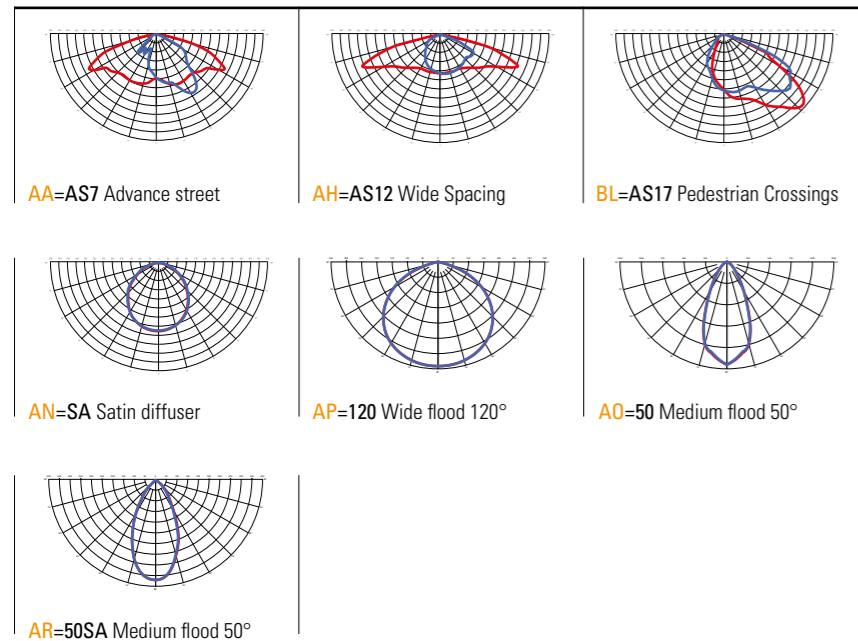 AA=AS7 Advance street
AH=AS12 Wide Spacing
BL=AS17 Pedestrian Crossings
AN=SA Satin diffuser
AP=120 Wide flood 120°
AO=50 Medium flood 50°
AR=50SA Medium flood 50°